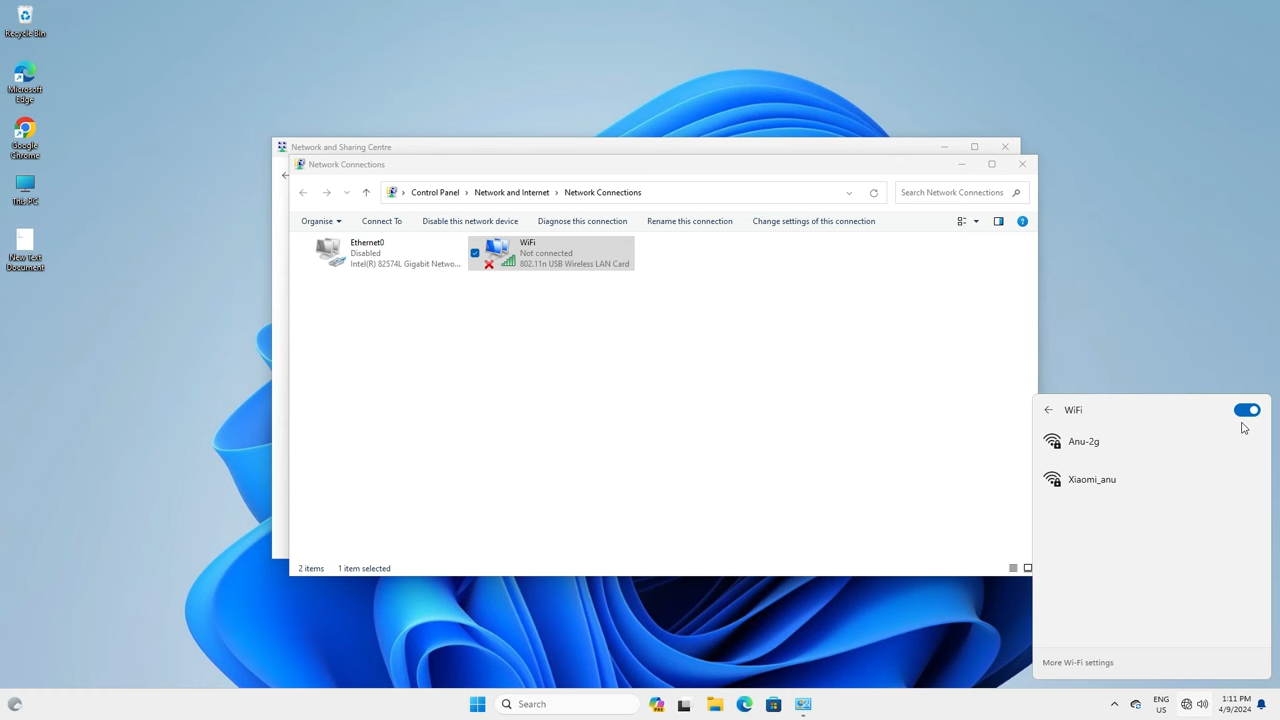 Recycle Bin
Microsoft
Edge
Google
Chrome
This PC
New Text
Document
Network and Sharing Centre
Network Connections
Control Panel › Network and Internet › Network Connections
Search Network Connections
Organise
Connect To
Disable this network device
Diagnose this connection
Rename this connection
Change settings of this connection
Ethernet0
Disabled
Intel(R) 82574L Gigabit Netwo...
WiFi
Not connected
802.11n USB Wireless LAN Card
2 items
1 item selected
WiFi
Anu-2g
Xiaomi_anu
More Wi-Fi settings
Search
PRE
ENG
US
1:11 PM
4/9/2024